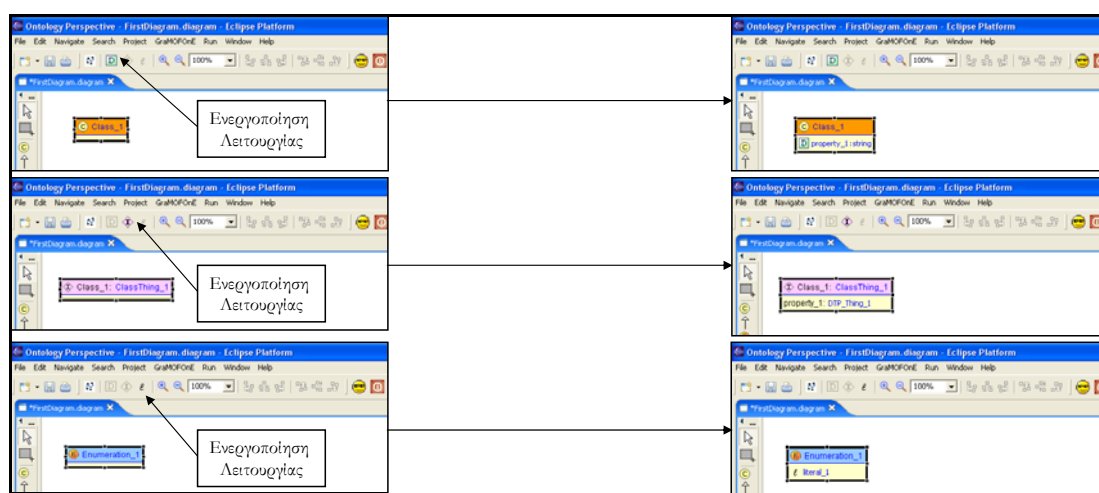 Ontology Perspective - FirstDiagram.diagram - Eclipse Platform
File Edit Navigate Search Project GraMOFOnE Run Window Help
D 100%
*FirstDiagram.diagram
C Class_1
Ενεργοποίηση
Λειτουργίας
Ontology Perspective - FirstDiagram.diagram - Eclipse Platform
File Edit Navigate Search Project GraMOFOnE Run Window Help
D 100%
*FirstDiagram.diagram
C Class_1
D property_1:string
Ontology Perspective - FirstDiagram.diagram - Eclipse Platform
File Edit Navigate Search Project GraMOFOnE Run Window Help
100%
*FirstDiagram.diagram
Class_1: ClassThing_1
Ενεργοποίηση
Λειτουργίας
Ontology Perspective - FirstDiagram.diagram - Eclipse Platform
File Edit Navigate Search Project GraMOFOnE Run Window Help
100%
*FirstDiagram.diagram
Class_1: ClassThing_1
property_1: DTP_Thing_1
Ontology Perspective - FirstDiagram.diagram - Eclipse Platform
File Edit Navigate Search Project GraMOFOnE Run Window Help
100%
*FirstDiagram.diagram
Enumeration_1
Ενεργοποίηση
Λειτουργίας
Ontology Perspective - FirstDiagram.diagram - Eclipse Platform
File Edit Navigate Search Project GraMOFOnE Run Window Help
100%
*FirstDiagram.diagram
Enumeration_1
ℓ literal_1